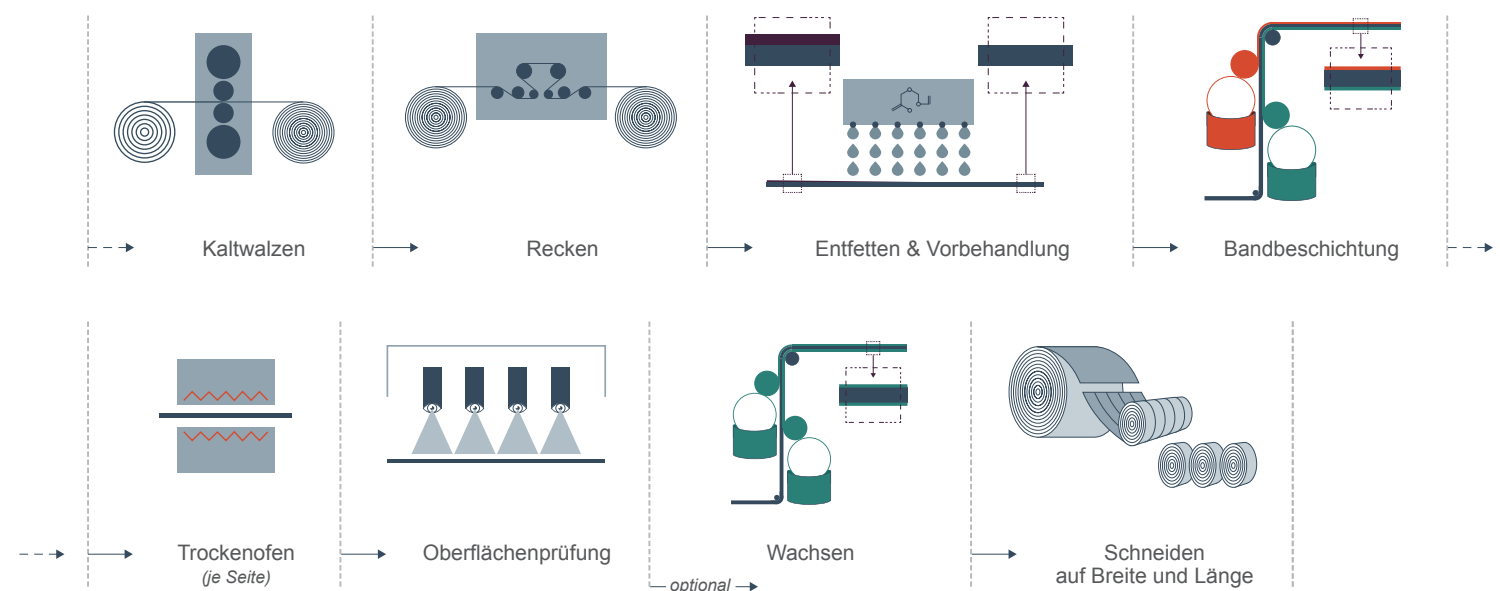 Kaltwalzen
Recken
Entfetten & Vorbehandlung
Bandbeschichtung
Trockenofen
(je Seite)
Oberflächenprüfung
Wachsen
optional
Schneiden
auf Breite und Länge